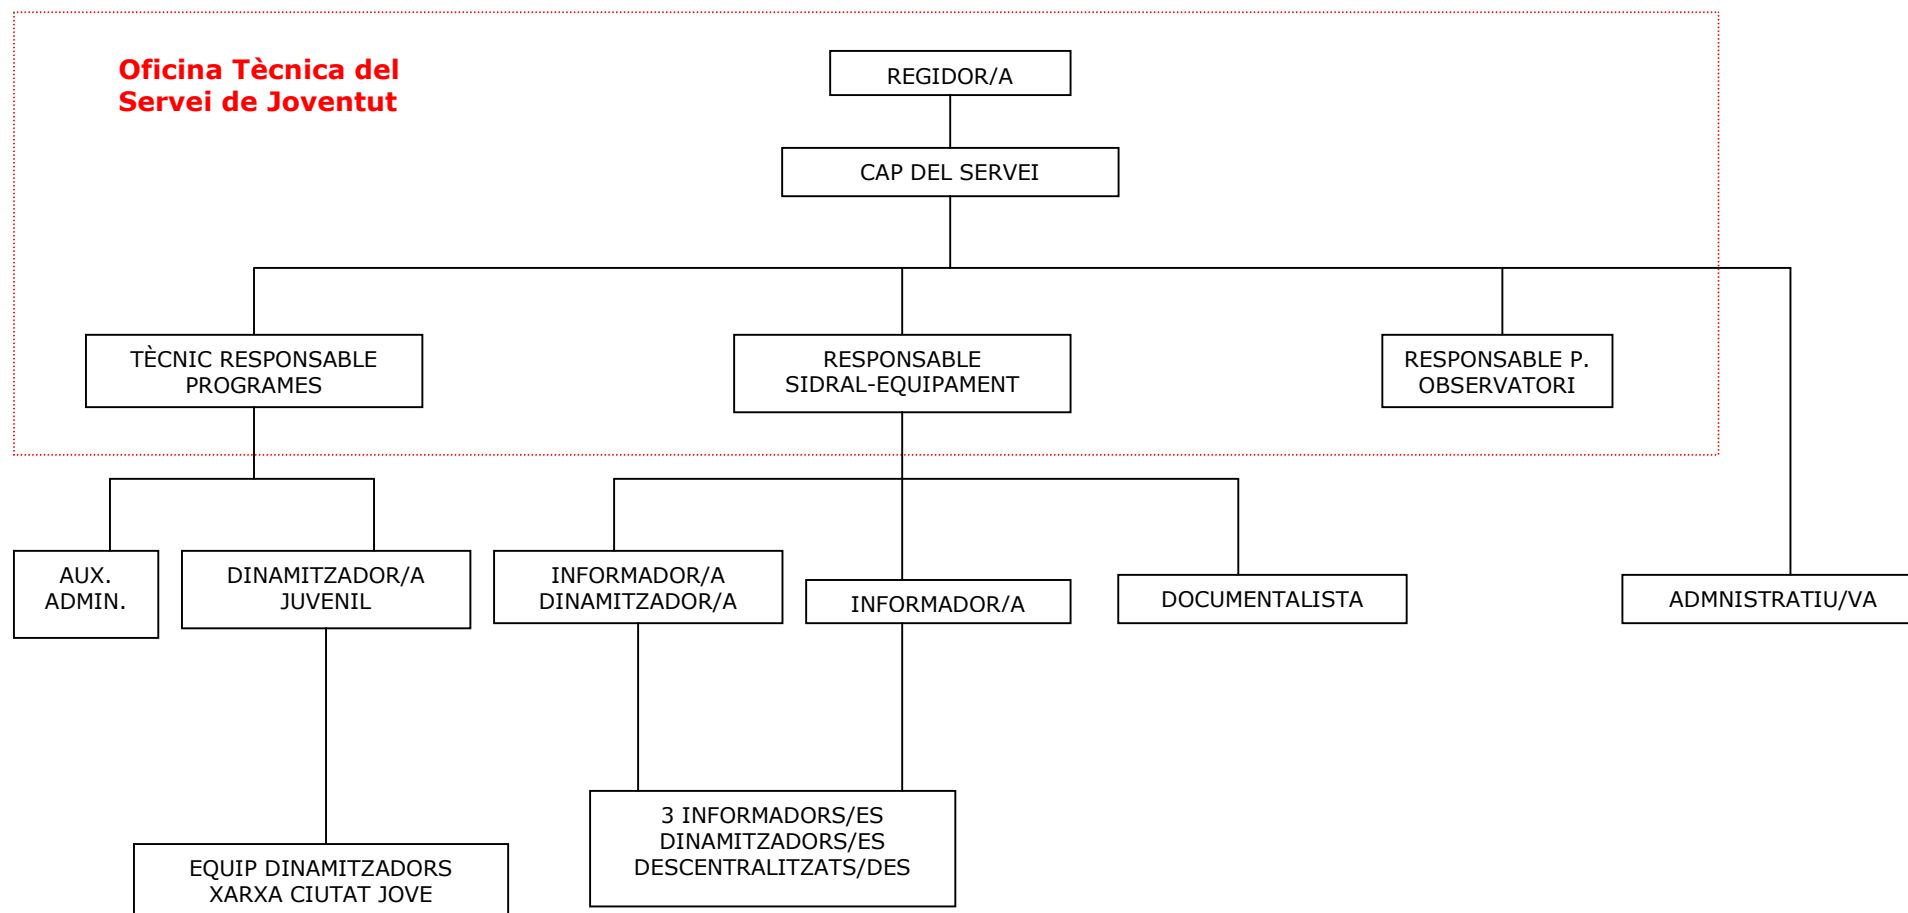 Oficina Tècnica del
Servei de Joventut
REGIDOR/A
CAP DEL SERVEI
TÈCNIC RESPONSABLE
PROGRAMES
RESPONSABLE
SIDRAL-EQUIPAMENT
RESPONSABLE P.
OBSERVATORI
AUX.
ADMIN.
DINAMITZADOR/A
JUVENIL
INFORMADOR/A
DINAMITZADOR/A
INFORMADOR/A
DOCUMENTALISTA
ADMNISTRATIU/VA
3 INFORMADORS/ES
DINAMITZADORS/ES
DESCENTRALITZATS/DES
EQUIP DINAMITZADORS
XARXA CIUTAT JOVE